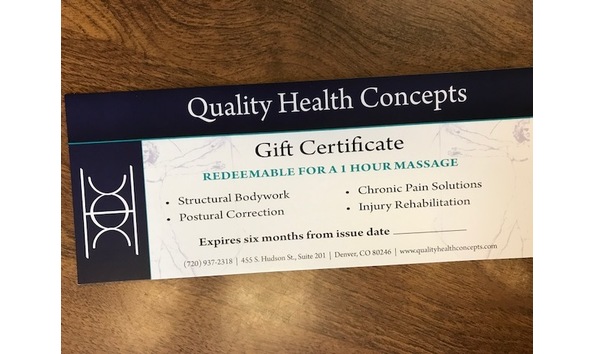 Quality Health Concepts
Gift Certificate
REDEEMABLE FOR A 1 HOUR MASSAGE
• Structural Bodywork
• Postural Correction
• Chronic Pain Solutions
• Injury Rehabilitation
Expires six months from issue date
(720) 937-2318 | 455 S. Hudson St., Suite 201 | Denver, CO 80246 | www.qualityhealthconcepts.com